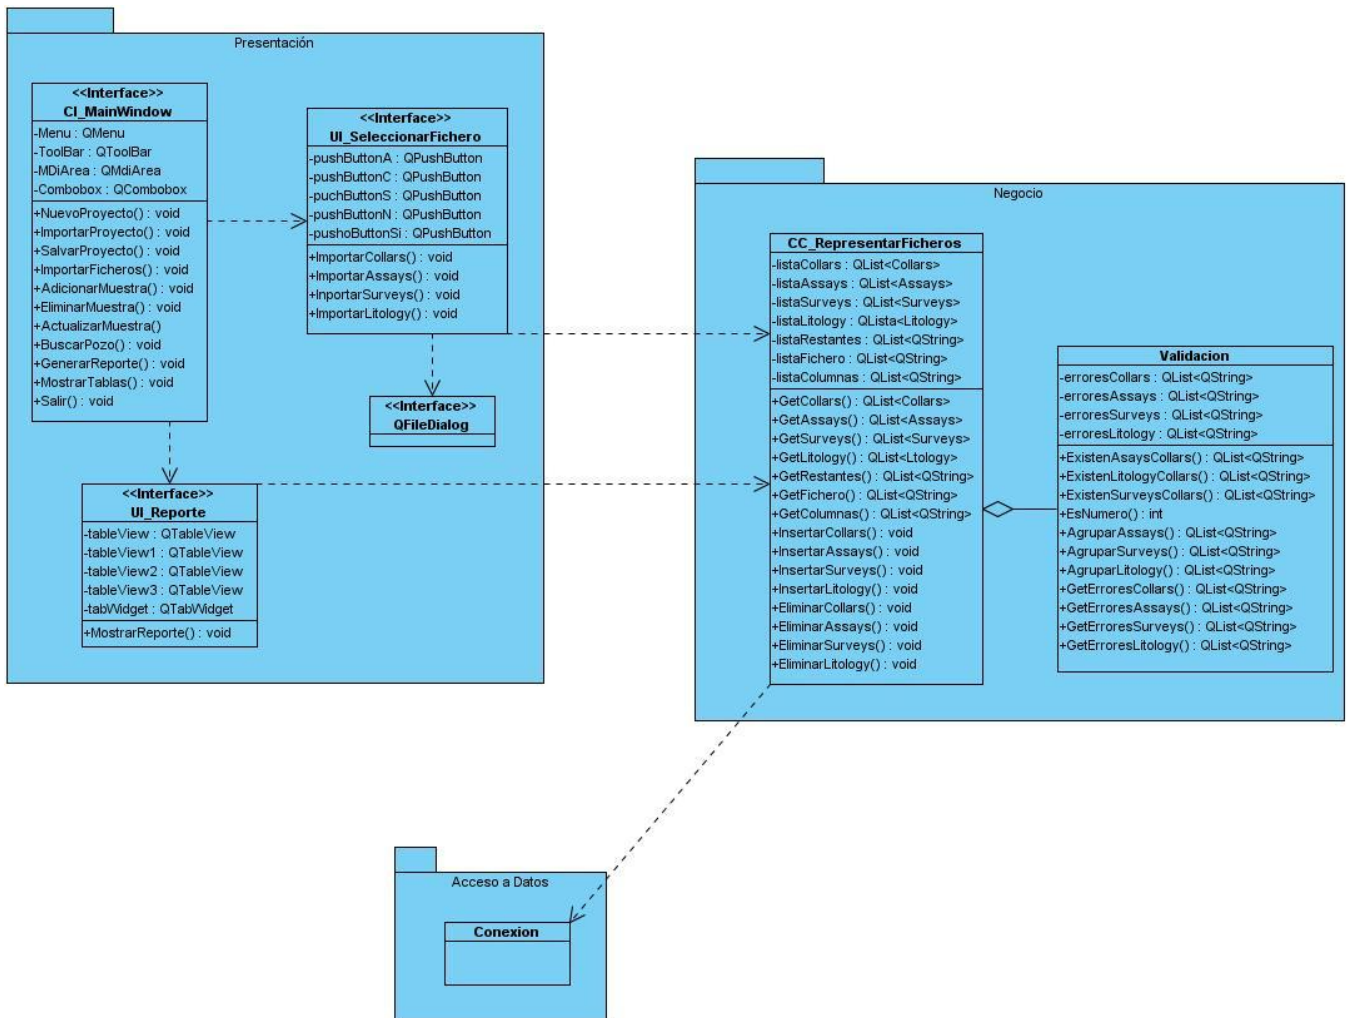 Presentación
<<Interface>>
CI_MainWindow
-Menu : QMenu
-ToolBar : QToolBar
-MDiArea : QMdiArea
-Combobox : QCombobox
+NuevoProyecto() : void
+ImportarProyecto() : void
+SalvarProyecto() : void
+ImportarFicheros() : void
+AdicionarMuestra() : void
+EliminarMuestra() : void
+ActualizarMuestra()
+BuscarPozo() : void
+GenerarReporte() : void
+MostrarTablas() : void
+Salir() : void
<<Interface>>
UI_SeleccionarFichero
-pushButtonA : QPushButton
-pushButtonC : QPushButton
-puchButtonS : QPushButton
-pushButtonN : QPushButton
-pushoButtonSi : QPushButton
+ImportarCollars() : void
+ImportarAssays() : void
+InportarSurveys() : void
+ImportarLitology() : void
<<Interface>>
QFileDialog
<<Interface>>
UI_Reporte
-tableView : QTableView
-tableView1 : QTableView
-tableView2 : QTableView
-tableView3 : QTableView
-tabWidget : QTabWidget
+MostrarReporte() : void
Negocio
CC_RepresentarFicheros
-listaCollars : QList<Collars>
-listaAssays : QList<Assays>
-listaSurveys : QList<Surveys>
-listaLitology : QLista<Litology>
-listaRestantes : QList<QString>
-listaFichero : QList<QString>
-listaColumnas : QList<QString>
+GetCollars() : QList<Collars>
+GetAssays() : QList<Assays>
+GetSurveys() : QList<Surveys>
+GetLitology() : QList<Ltology>
+GetRestantes() : QList<QString>
+GetFichero() : QList<QString>
+GetColumnas() : QList<QString>
+InsertarCollars() : void
+InsertarAssays() : void
+InsertarSurveys() : void
+InsertarLitology() : void
+EliminarCollars() : void
+EliminarAssays() : void
+EliminarSurveys() : void
+EliminarLitology() : void
Validacion
-erroresCollars : QList<QString>
-erroresAssays : QList<QString>
-erroresSurveys : QList<QString>
-erroresLitology : QList<QString>
+ExistenAsaysCollars() : QList<QString>
+ExistenLitologyCollars() : QList<QString>
+ExistenSurveysCollars() : QList<QString>
+EsNumero() : int
+AgruparAssays() : QList<QString>
+AgruparSurveys() : QList<QString>
+AgruparLitology() : QList<QString>
+GetErroresCollars() : QList<QString>
+GetErroresAssays() : QList<QString>
+GetErroresSurveys() : QList<QString>
+GetErroresLitology() : QList<QString>
Acceso a Datos
Conexion